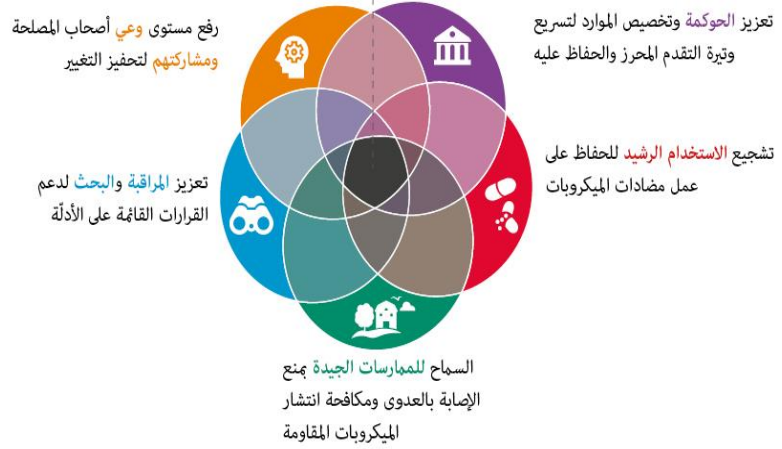 تعزيز الحوكمة وتخصيص الموارد لتسريع
وتيرة التقدم المحرز والحفاظ عليه
رفع مستوى وعي أصحاب المصلحة
ومشاركتهم لتحفيز التغيير
تشجيع الاستخدام الرشيد للحفاظ على
عمل مضادات الميكروبات
تعزيز المراقبة والبحث لدعم
القرارات القائمة على الأدلّة
السماح للممارسات الجيدة بمنع
الإصابة بالعدوى ومكافحة انتشار
الميكروبات المقاومة